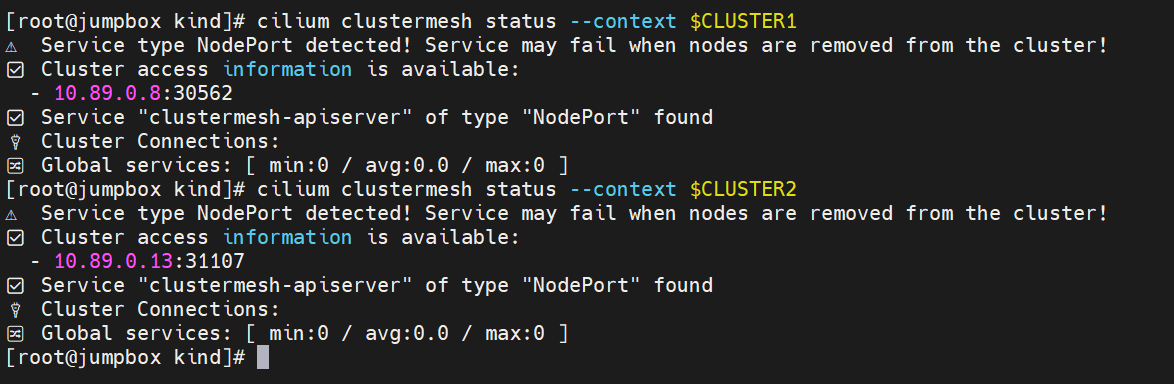 [root@jumpbox kind]# cilium clustermesh status --context $CLUSTER1
⚠ Service type NodePort detected! Service may fail when nodes are removed from the cluster!
☑ Cluster access information is available:
- 10.89.0.8:30562
☑ Service "clustermesh-apiserver" of type "NodePort" found
🔌 Cluster Connections:
🔀 Global services: [ min:0 / avg:0.0 / max:0 ]
[root@jumpbox kind]# cilium clustermesh status --context $CLUSTER2
⚠ Service type NodePort detected! Service may fail when nodes are removed from the cluster!
☑ Cluster access information is available:
- 10.89.0.13:31107
☑ Service "clustermesh-apiserver" of type "NodePort" found
🔌 Cluster Connections:
🔀 Global services: [ min:0 / avg:0.0 / max:0 ]
[root@jumpbox kind]#